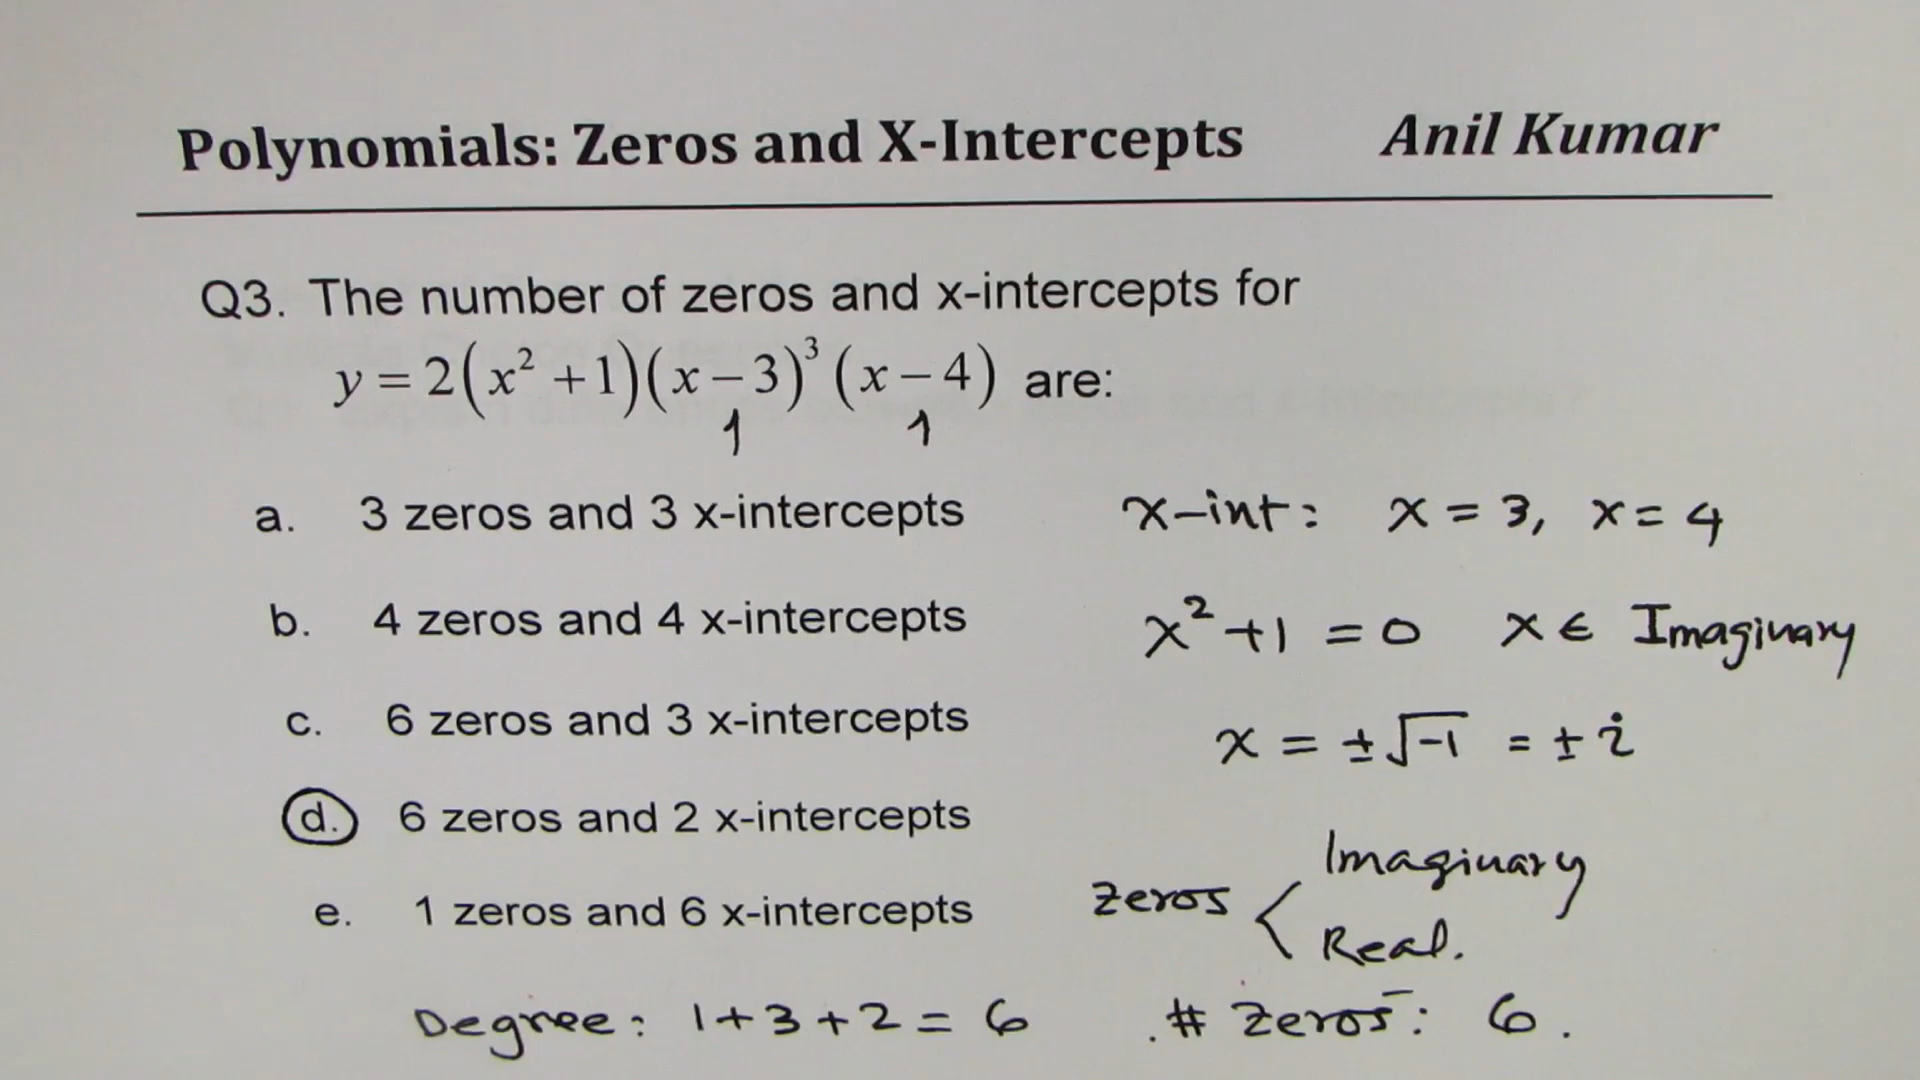 Polynomials: Zeros and X-Intercepts Anil Kumar
Q3. The number of zeros and x-intercepts for
y = 2(x² + 1)(x − 3)³(x − 4) are:
1 1
a. 3 zeros and 3 x-intercepts
x-int: x = 3, x = 4
b. 4 zeros and 4 x-intercepts
x² + 1 = 0 x ∈ Imaginary
c. 6 zeros and 3 x-intercepts
x = ±√-1 = ± i
d. 6 zeros and 2 x-intercepts
Imaginary
zeros <
Real.
e. 1 zeros and 6 x-intercepts
Degree: 1 + 3 + 2 = 6
# Zeros: 6.